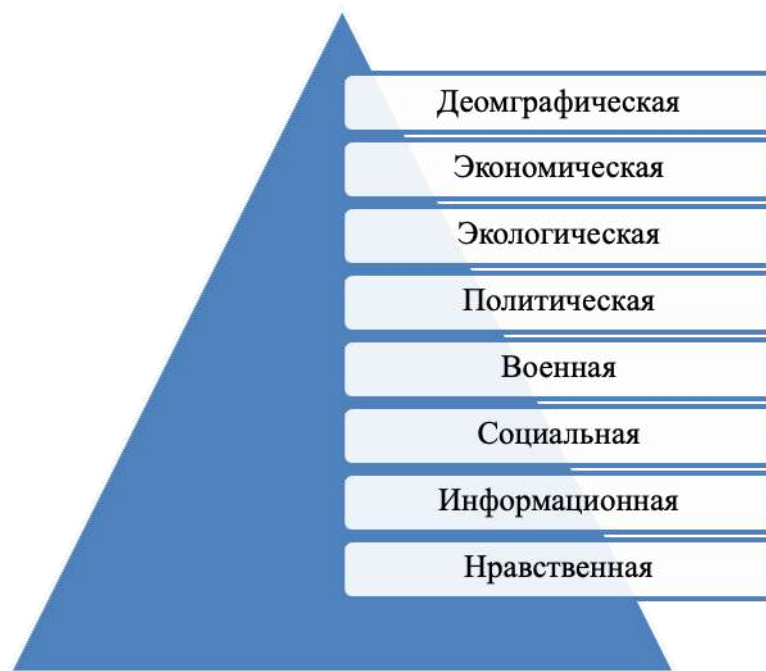 Деомграфическая
Экономическая
Экологическая
Политическая
Военная
Социальная
Информационная
Нравственная